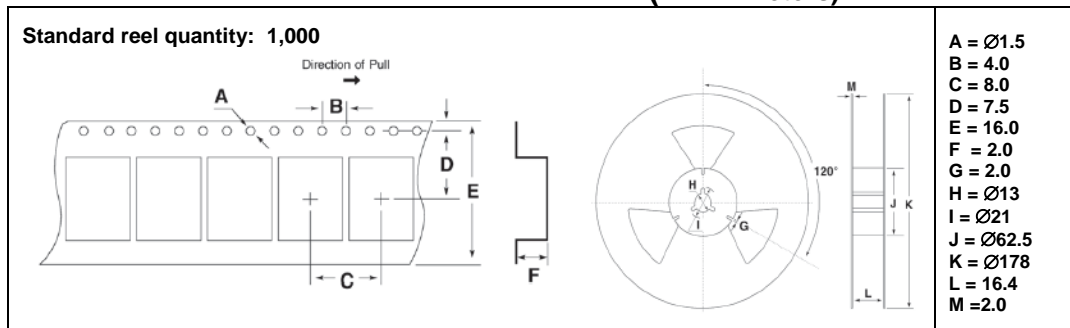 Standard reel quantity: 1,000
Direction of Pull
A
B
D
E
C
F
M
120°
H
I
G
J
K
L
A = Ø1.5
B = 4.0
C = 8.0
D = 7.5
E = 16.0
F = 2.0
G = 2.0
H = Ø13
I = Ø21
J = Ø62.5
K = Ø178
L = 16.4
M =2.0